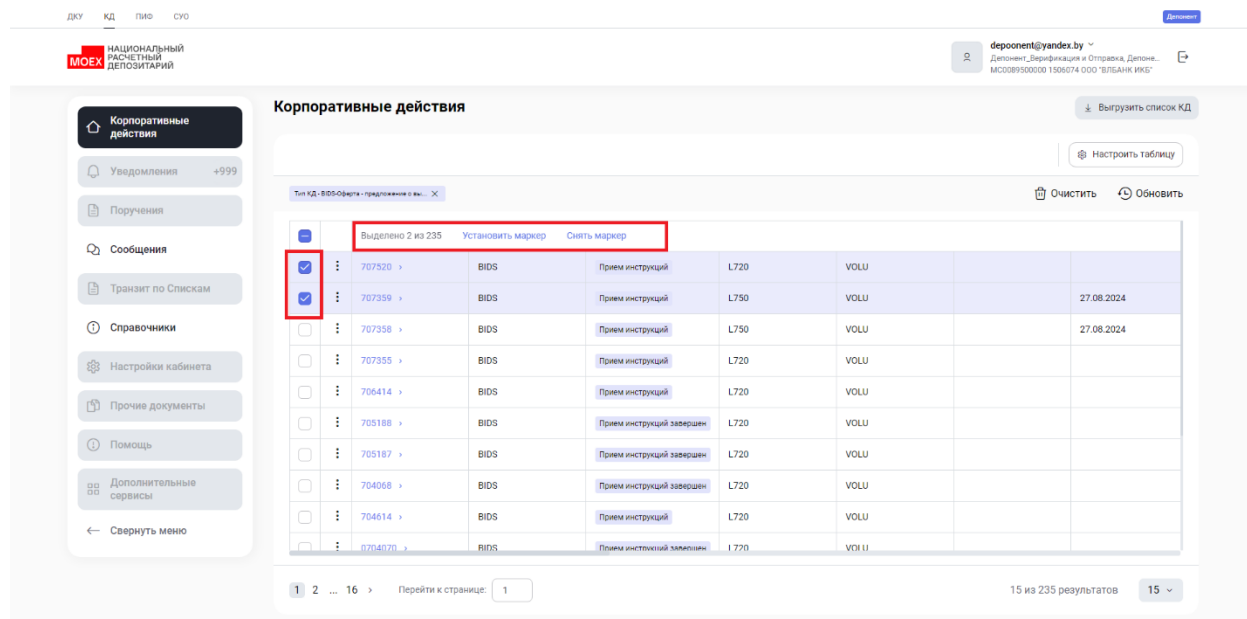 ДКУ КД ПИФ СУО Депонент
MOEX НАЦИОНАЛЬНЫЙ
РАСЧЕТНЫЙ
ДЕПОЗИТАРИЙ
depoonent@yandex.by
Депонент_Верификация и Отправка, Депоне...
MC0089500000 1506074 ООО "ВЛБАНК ИКБ"
Корпоративные
действия
Уведомления +999
Поручения
Сообщения
Транзит по Спискам
Справочники
Настройки кабинета
Прочие документы
Помощь
Дополнительные
сервисы
Свернуть меню
Корпоративные действия Выгрузить список КД
Настроить таблицу
Тип КД - BIDS-Оферта - предложение о вы... Очистить Обновить
Выделено 2 из 235 Установить маркер Снять маркер
707520 BIDS Прием инструкций L720 VOLU
707359 BIDS Прием инструкций L750 VOLU 27.08.2024
707358 BIDS Прием инструкций L750 VOLU 27.08.2024
707355 BIDS Прием инструкций L720 VOLU
706414 BIDS Прием инструкций L720 VOLU
705188 BIDS Прием инструкций завершен L720 VOLU
705187 BIDS Прием инструкций завершен L720 VOLU
704068 BIDS Прием инструкций завершен L720 VOLU
704614 BIDS Прием инструкций L720 VOLU
0704070 BIDS Прием инструкций завершен L720 VOLU
1 2 ... 16 Перейти к странице: 1 15 из 235 результатов 15